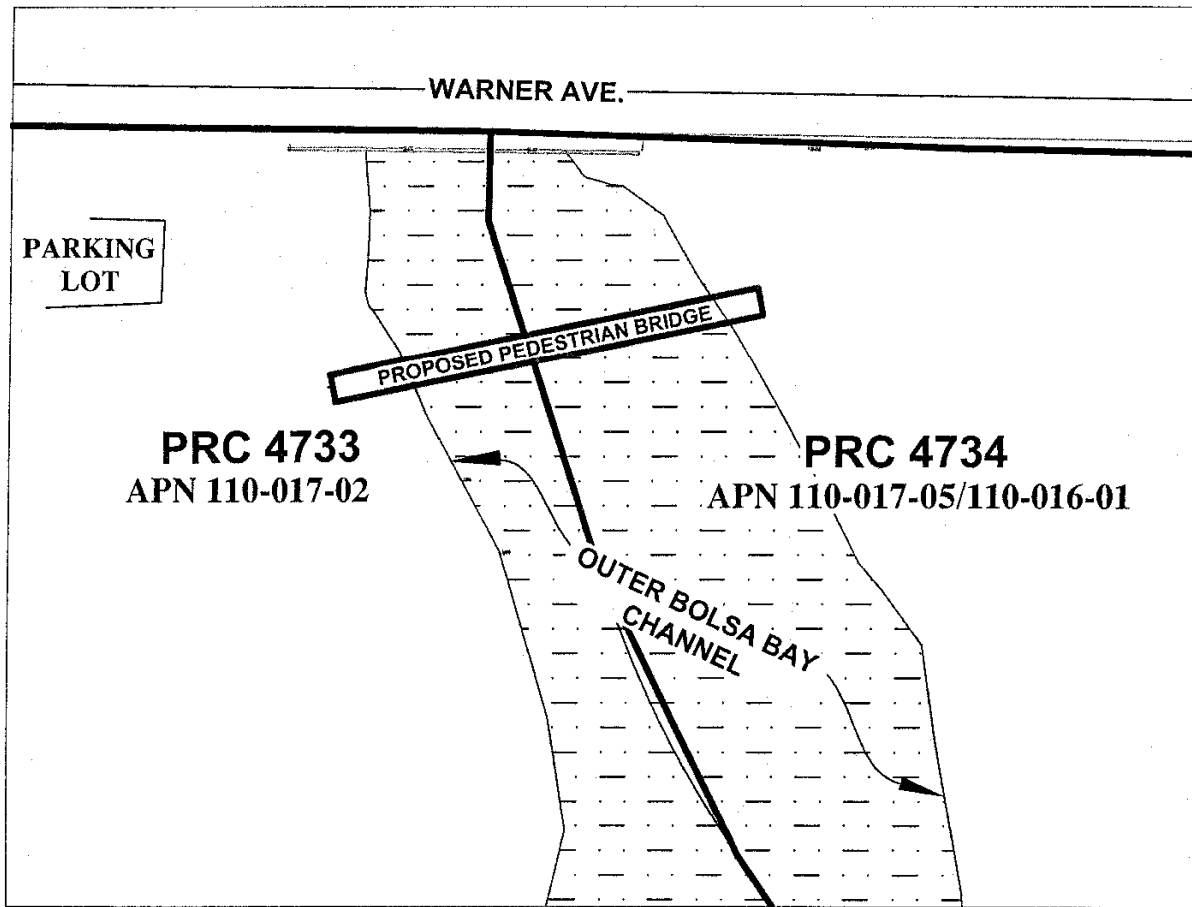 WARNER AVE.
PARKING
LOT
PROPOSED PEDESTRIAN BRIDGE
PRC 4733
APN 110-017-02
PRC 4734
APN 110-017-05/110-016-01
OUTER BOLSA BAY
CHANNEL